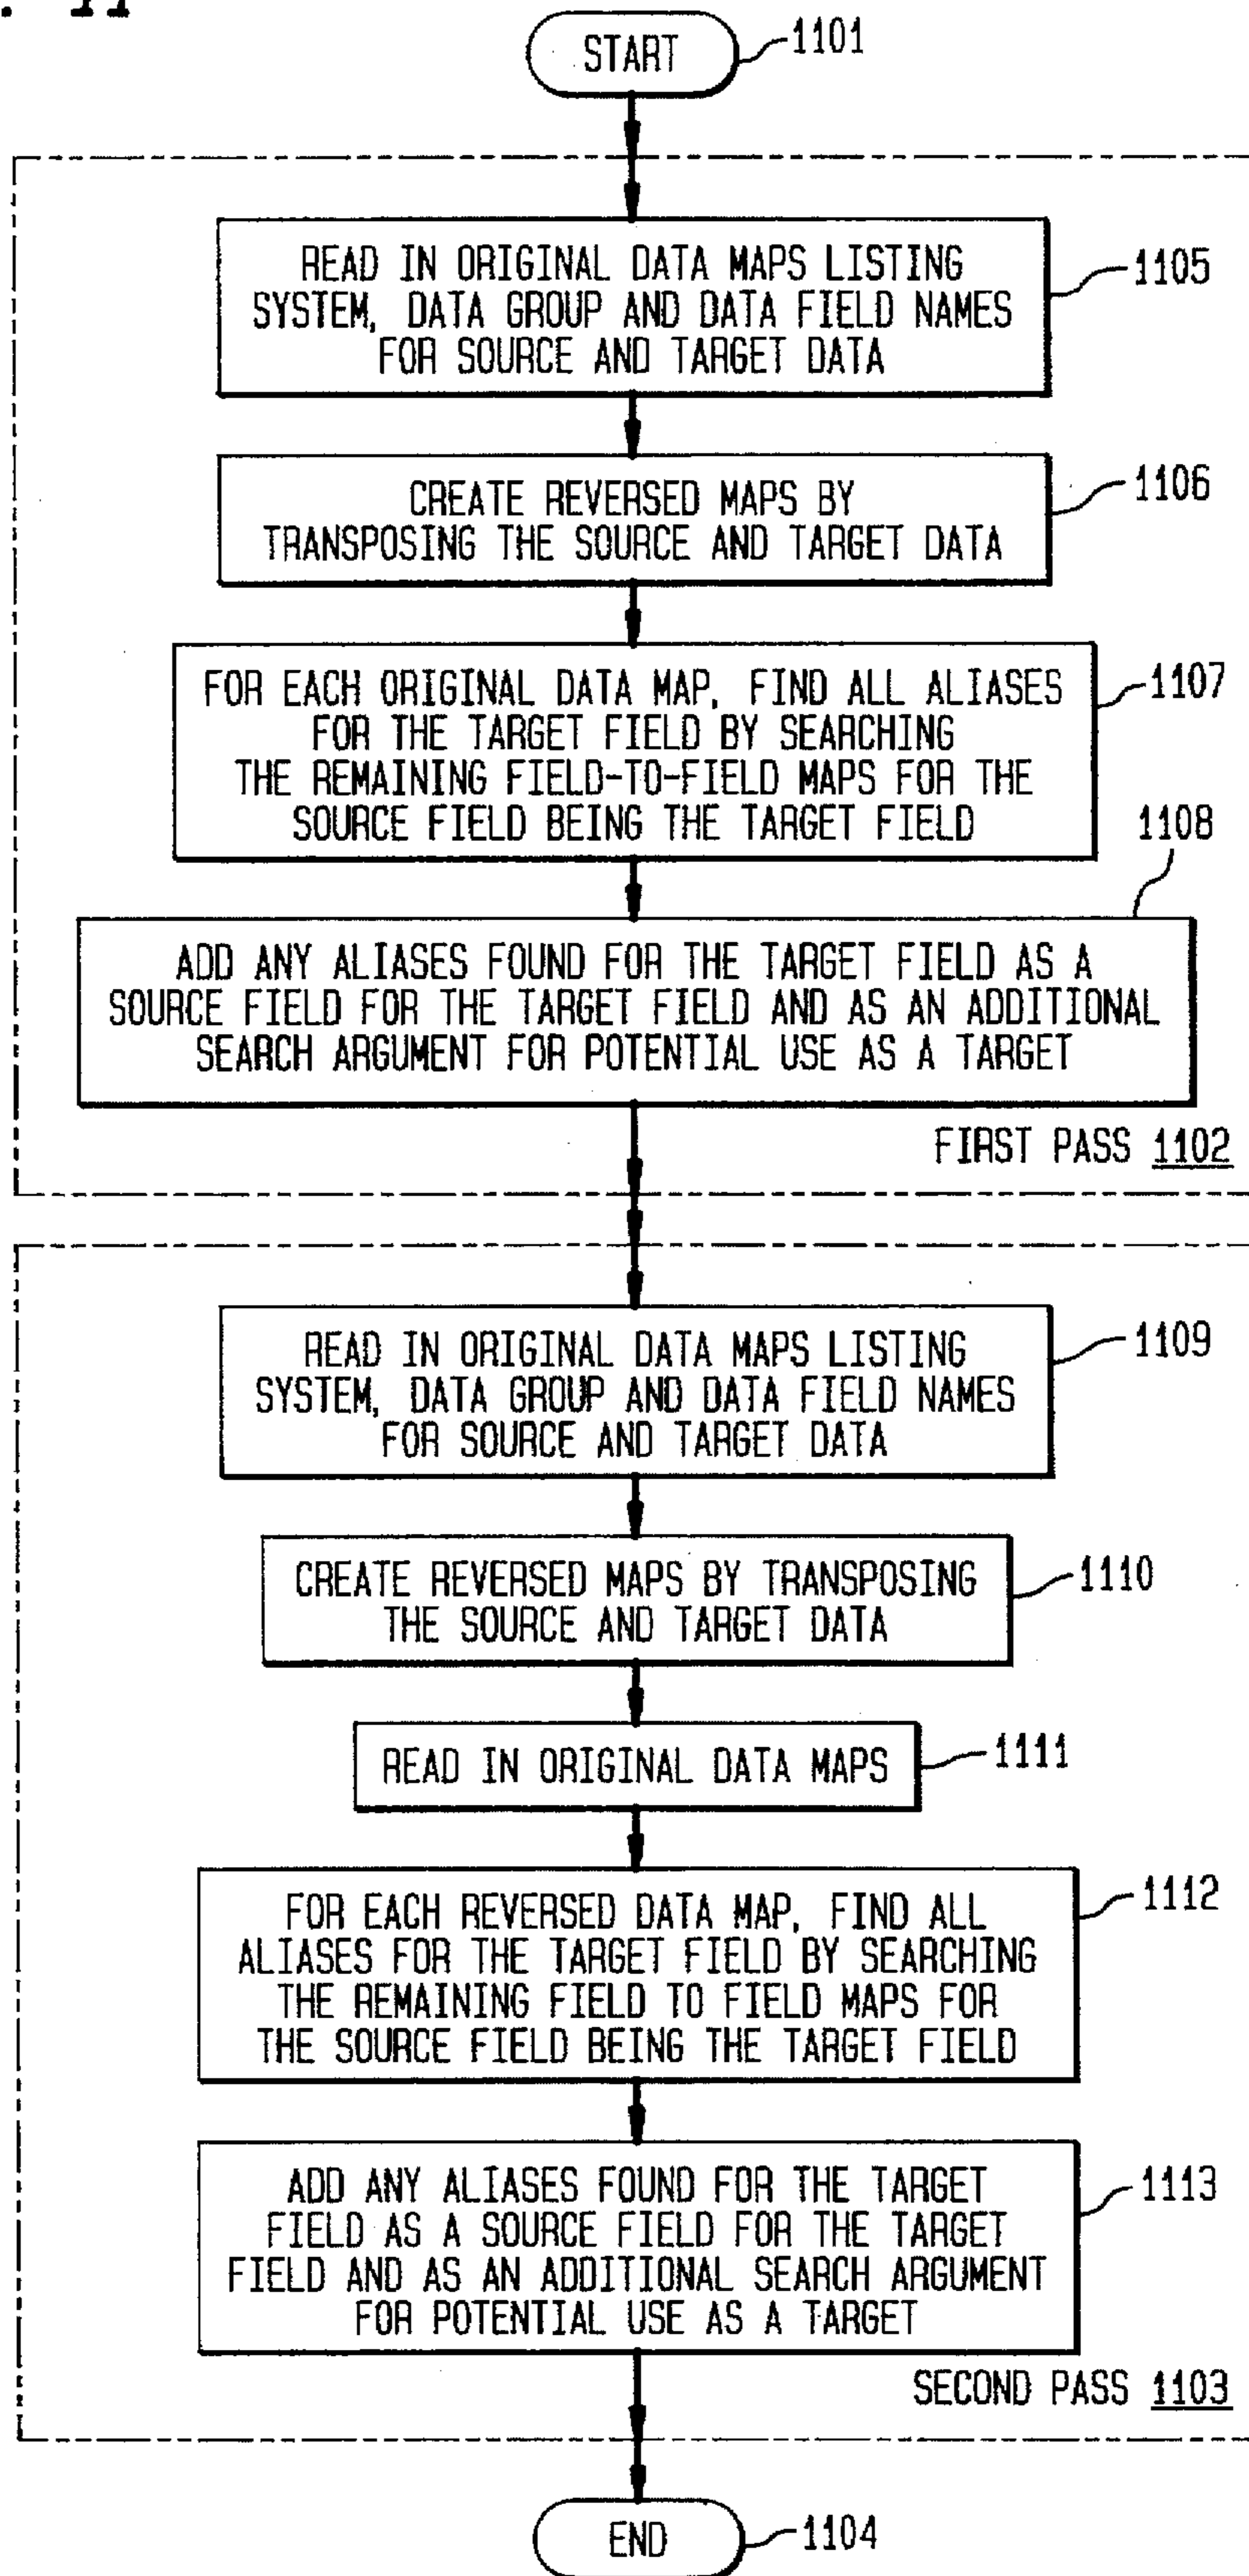 . 11
START
1101
READ IN ORIGINAL DATA MAPS LISTING
SYSTEM, DATA GROUP AND DATA FIELD NAMES
FOR SOURCE AND TARGET DATA
1105
CREATE REVERSED MAPS BY
TRANSPOSING THE SOURCE AND TARGET DATA
1106
FOR EACH ORIGINAL DATA MAP, FIND ALL ALIASES
FOR THE TARGET FIELD BY SEARCHING
THE REMAINING FIELD-TO-FIELD MAPS FOR THE
SOURCE FIELD BEING THE TARGET FIELD
1107
1108
ADD ANY ALIASES FOUND FOR THE TARGET FIELD AS A
SOURCE FIELD FOR THE TARGET FIELD AND AS AN ADDITIONAL
SEARCH ARGUMENT FOR POTENTIAL USE AS A TARGET
FIRST PASS 1102
READ IN ORIGINAL DATA MAPS LISTING
SYSTEM, DATA GROUP AND DATA FIELD NAMES
FOR SOURCE AND TARGET DATA
1109
CREATE REVERSED MAPS BY TRANSPOSING
THE SOURCE AND TARGET DATA
1110
READ IN ORIGINAL DATA MAPS
1111
FOR EACH REVERSED DATA MAP, FIND ALL
ALIASES FOR THE TARGET FIELD BY SEARCHING
THE REMAINING FIELD TO FIELD MAPS FOR
THE SOURCE FIELD BEING THE TARGET FIELD
1112
ADD ANY ALIASES FOUND FOR THE TARGET
FIELD AS A SOURCE FIELD FOR THE TARGET
FIELD AND AS AN ADDITIONAL SEARCH ARGUMENT
FOR POTENTIAL USE AS A TARGET
1113
SECOND PASS 1103
END
1104